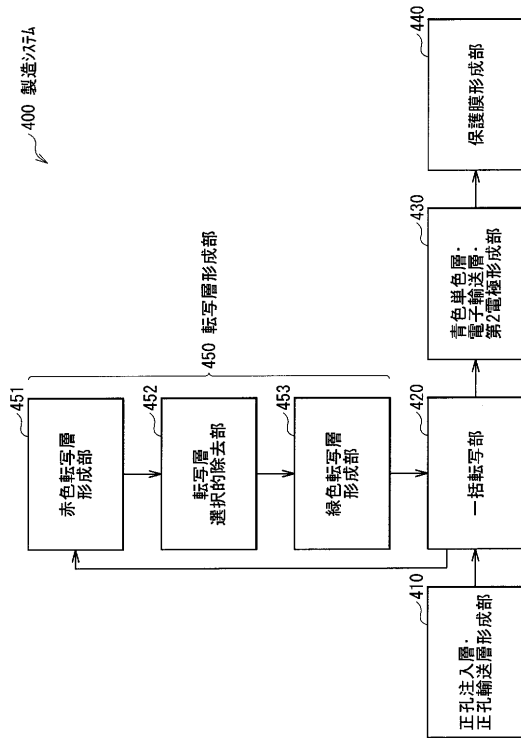 400 製造システム
450 転写層形成部
451
赤色転写層
形成部
452
転写層
選択的除去部
453
緑色転写層
形成部
410
正孔注入層・
正孔輸送層形成部
420
一括転写部
430
青色単色層・
電子輸送層・
第2電極形成部
440
保護膜形成部